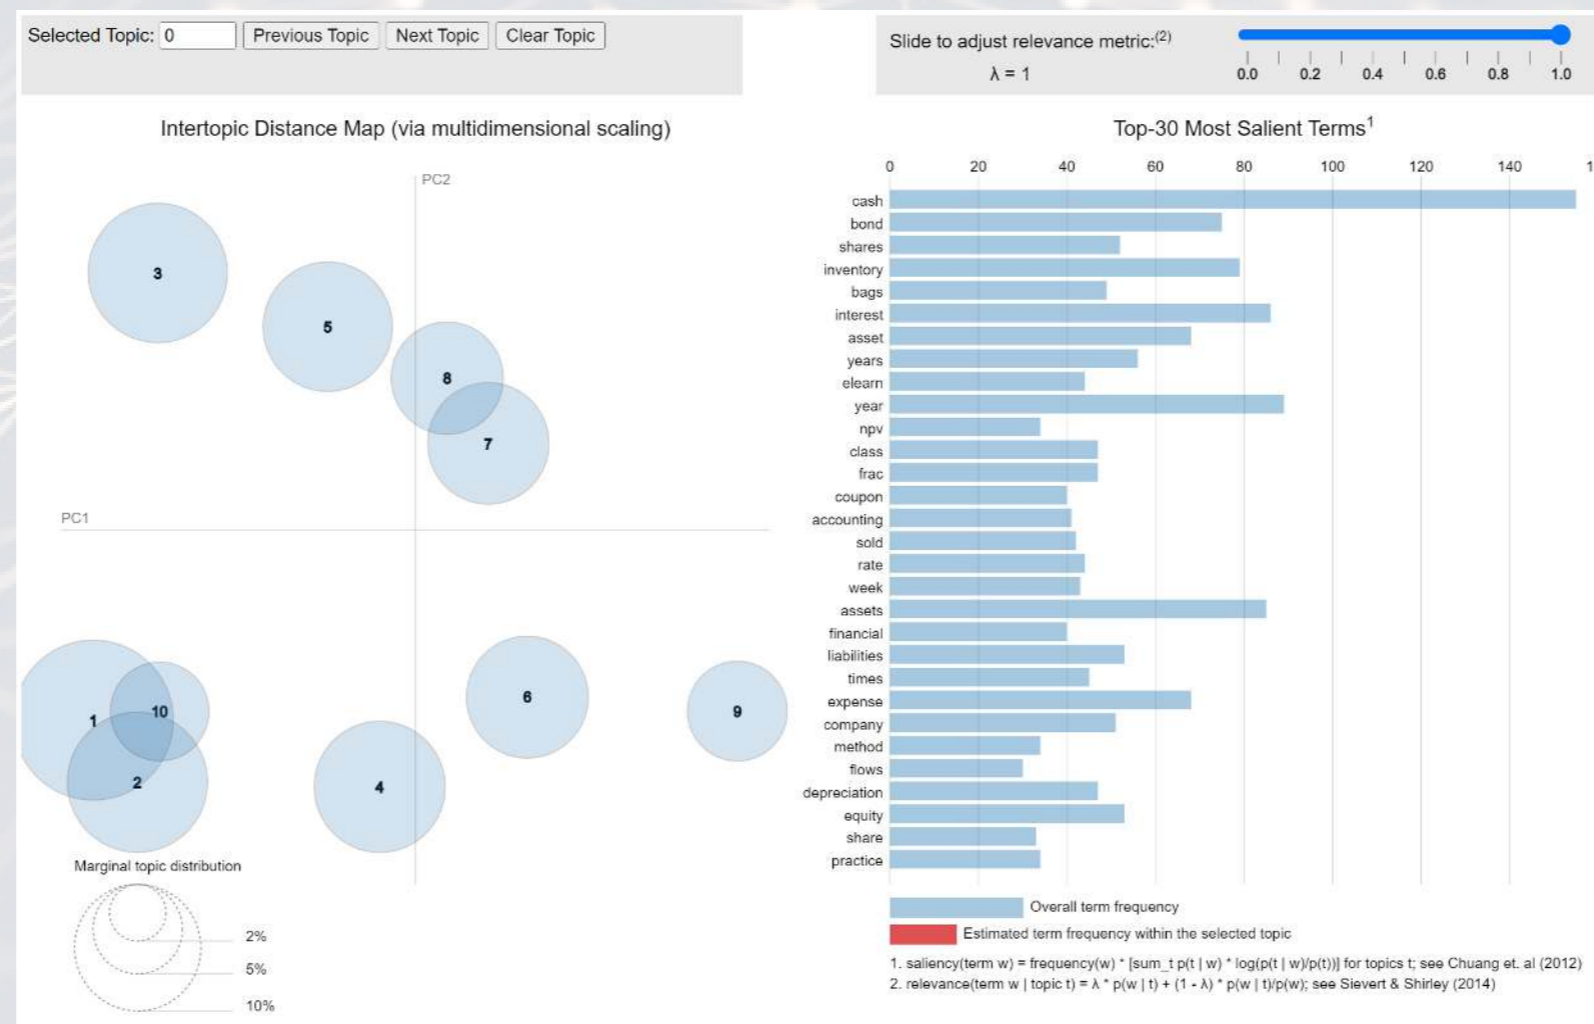 Selected Topic: 0 Previous Topic Next Topic Clear Topic
Slide to adjust relevance metric:(2)
λ = 1
0.0 0.2 0.4 0.6 0.8 1.0
Intertopic Distance Map (via multidimensional scaling)
PC2
PC1
3
5
8
7
1
10
2
4
6
9
Marginal topic distribution
2%
5%
10%
Top-30 Most Salient Terms1
0 20 40 60 80 100 120 140 1
cash
bond
shares
inventory
bags
interest
asset
years
elearn
year
npv
class
frac
coupon
accounting
sold
rate
week
assets
financial
liabilities
times
expense
company
method
flows
depreciation
equity
share
practice
Overall term frequency
Estimated term frequency within the selected topic
1. saliency(term w) = frequency(w) * [sum_t p(t | w) * log(p(t | w)/p(t))] for topics t; see Chuang et. al (2012)
2. relevance(term w | topic t) = λ * p(w | t) + (1 - λ) * p(w | t)/p(w); see Sievert & Shirley (2014)